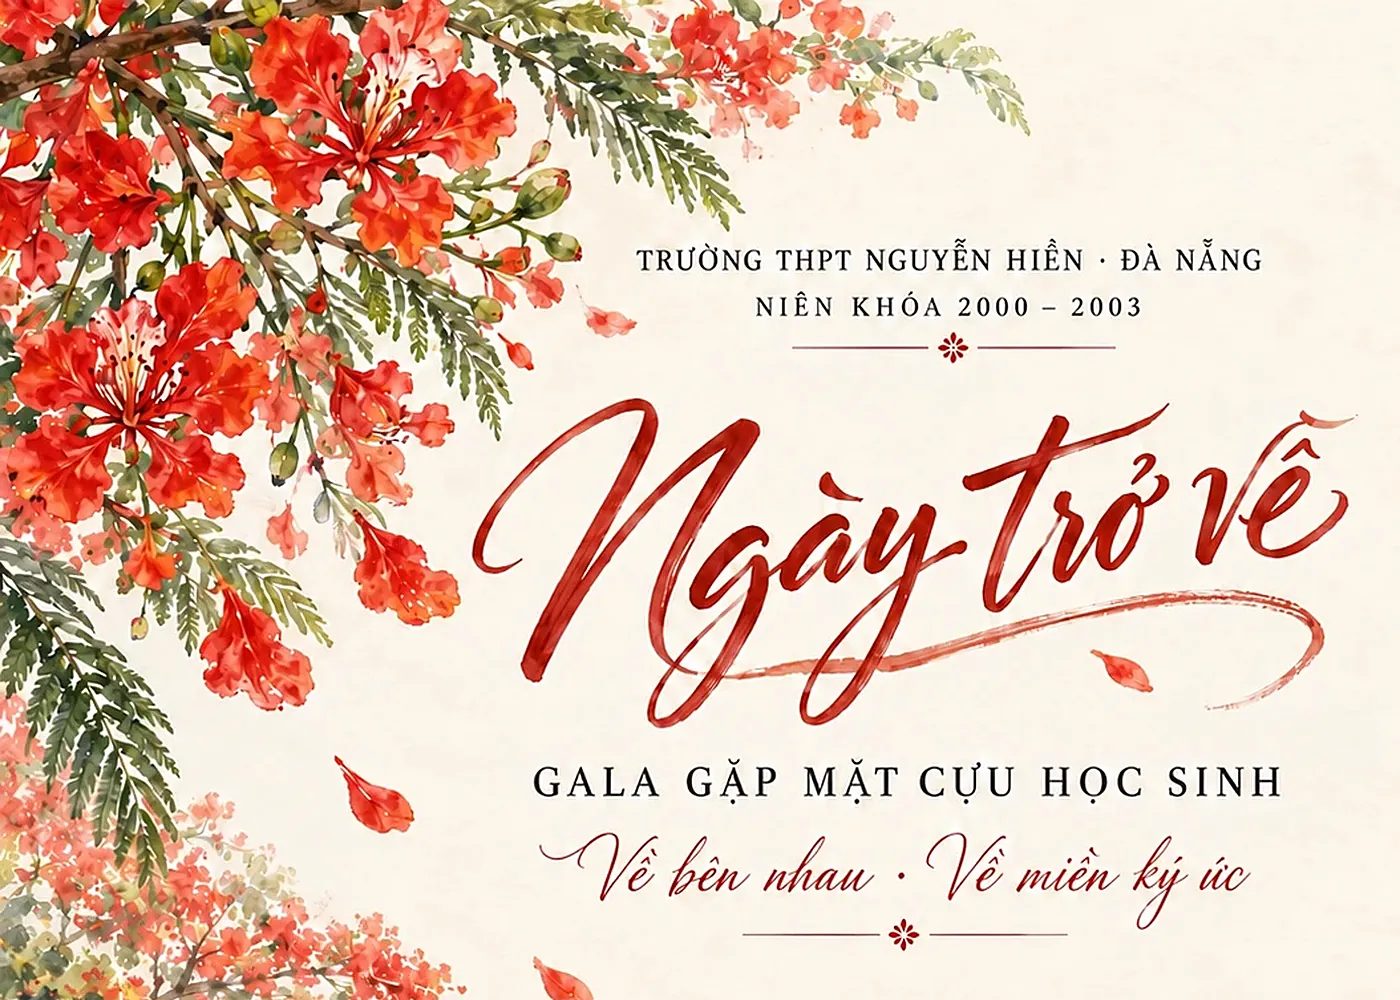 TRƯỜNG THPT NGUYỄN HIỀN · ĐÀ NẴNG
NIÊN KHÓA 2000 – 2003
Ngày trở về
GALA GẶP MẶT CỰU HỌC SINH
Về bên nhau · Về miền ký ức